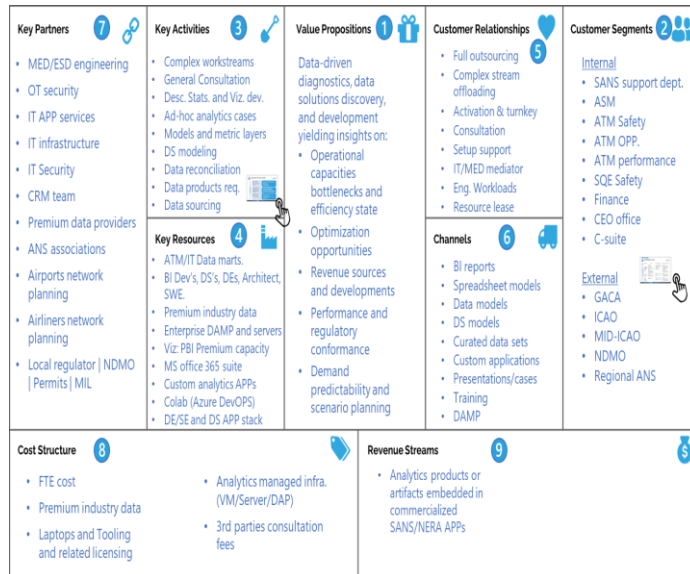 Key Partners
7
MED/ESD engineering
OT security
IT APP services
IT infrastructure
IT Security
CRM team
Premium data providers
ANS associations
Airports network
planning
Airliners network
planning
Local regulator | NDMO
| Permits | MIL
Key Activities
3
Complex workstreams
General Consultation
Desc. Stats. and Viz. dev.
Ad-hoc analytics cases
Models and metric layers
DS modeling
Data reconciliation
Data products req.
Data sourcing
Key Resources
4
ATM/IT Data marts.
BI Dev's, DS's, DEs, Architect,
SWE.
Premium industry data
Enterprise DAMP and servers
Viz: PBI Premium capacity
MS office 365 suite
Custom analytics APPs
Colab (Azure DevOPS)
DE/SE and DS APP stack
Value Propositions
1
Data-driven
diagnostics, data
solutions discovery,
and development
yielding insights on:
Operational
capacities
bottlenecks and
efficiency state
Optimization
opportunities
Revenue sources
and developments
Performance and
regulatory
conformance
Demand
predictability and
scenario planning
Customer Relationships
5
Full outsourcing
Complex stream
offloading
Activation & turnkey
Consultation
Setup support
IT/MED mediator
Eng. Workloads
Resource lease
Channels
6
BI reports
Spreadsheet models
Data models
DS models
Curated data sets
Custom applications
Presentations/cases
Training
DAMP
Customer Segments
2
Internal
SANS support dept.
ASM
ATM Safety
ATM OPP.
ATM performance
SQE Safety
Finance
CEO office
C-suite
External
GACA
ICAO
MID-ICAO
NDMO
Regional ANS
Cost Structure
8
FTE cost
Premium industry data
Laptops and Tooling
and related licensing
Analytics managed infra.
(VM/Server/DAP)
3rd parties consultation
fees
Revenue Streams
9
$
Analytics products or
artifacts embedded in
commercialized
SANS/NERA APPs